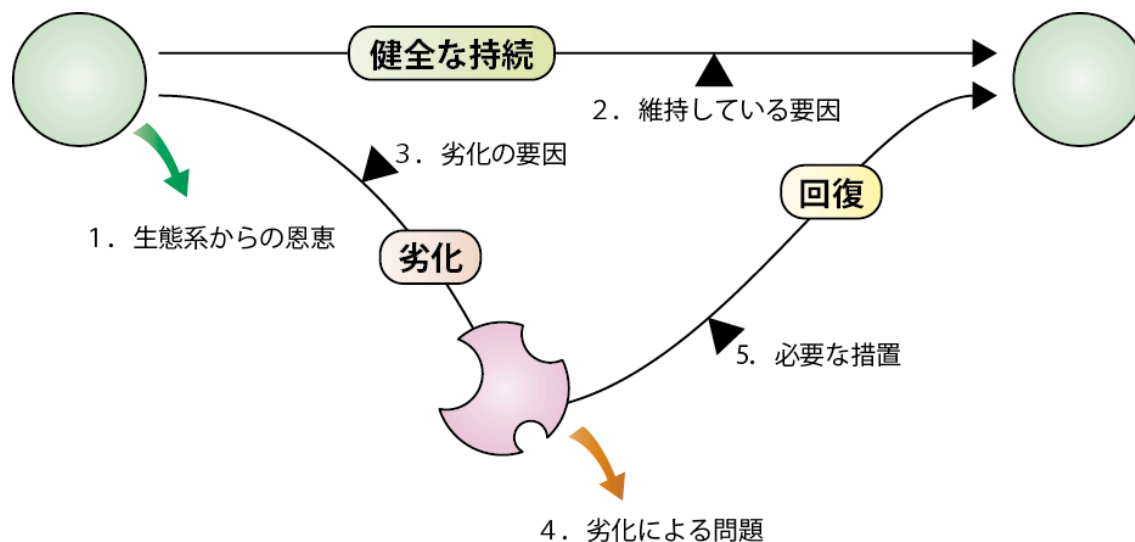 健全な持続
2．維持している要因
3．劣化の要因
回復
1．生態系からの恩恵
劣化
5．必要な措置
4．劣化による問題